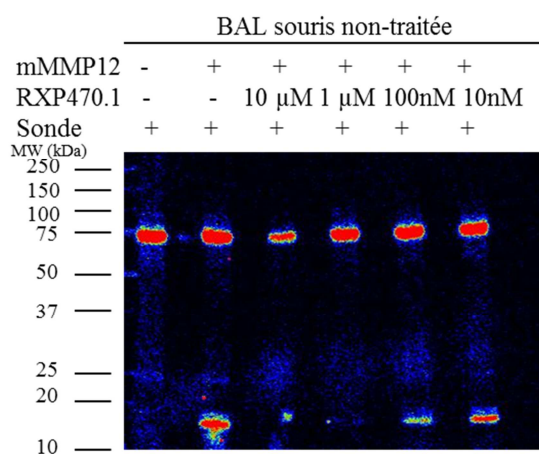 BAL souris non-traitée
mMMP12 - + + + + +
RXP470.1 - - 10 µM 1 µM 100nM 10nM
Sonde + + + + + +
MW (kDa)
250
150
100
75
50
37
25
20
10